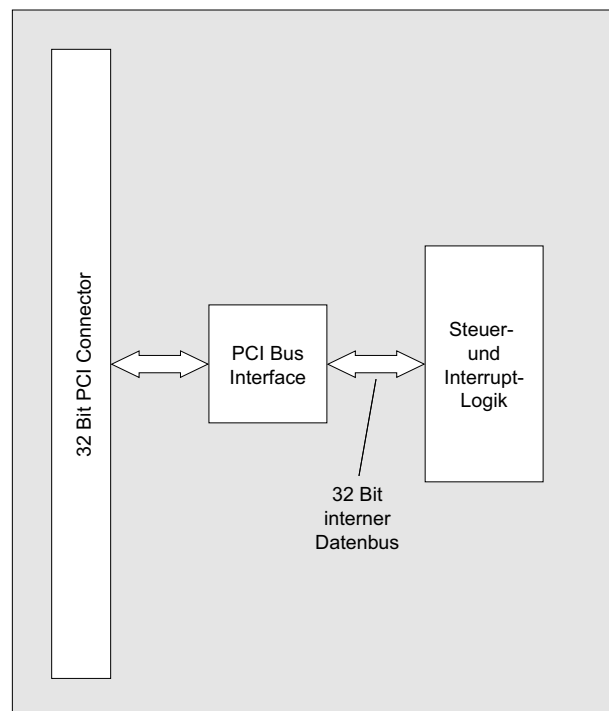 32 Bit PCI Connector
PCI Bus
Interface
Steuer-
und
Interrupt-
Logik
32 Bit
interner
Datenbus